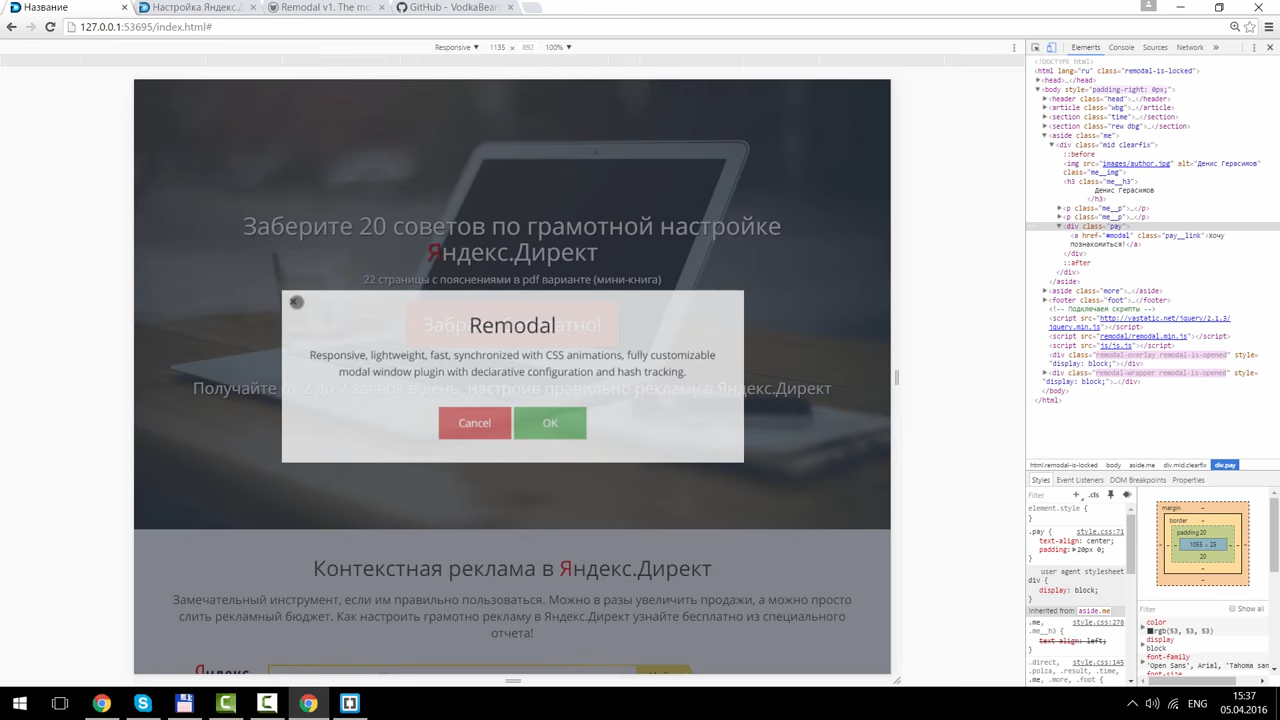 Название
Настройка Яндекс.Д
Remodal v1. The mo
GitHub - VodkaBear
127.0.0.1:53695/index.html#
Responsive ▼ 1135 × 892 100% ▼
Elements Console Sources Network »
<!DOCTYPE html>
<html lang="ru" class="remodal-is-locked">
<head>…</head>
<body style="padding-right: 0px;">
<header class="head">…</header>
<article class="wbg">…</article>
<section class="time">…</section>
<section class="rew dbg">…</section>
<aside class="me">
<div class="mid clearfix">
::before
<img src="images/author.jpg" alt="Денис Герасимов"
class="me__img">
<h3 class="me__h3">
Денис Герасимов
</h3>
<p class="me__p">…</p>
<p class="me__p">…</p>
<div class="pay">
<a href="#modal" class="pay__link">Хочу
познакомиться!</a>
</div>
::after
</div>
</aside>
<aside class="more">…</aside>
<footer class="foot">…</footer>
<!-- Подключаем скрипты -->
<script src="http://yastatic.net/jquery/2.1.3/
jquery.min.js"></script>
<script src="remodal/remodal.min.js"></script>
<script src="js/js.js"></script>
<div class="remodal-overlay remodal-is-opened" style=
"display: block;"></div>
<div class="remodal-wrapper remodal-is-opened" style=
"display: block;">…</div>
</body>
</html>
html.remodal-is-locked body aside.me div.mid.clearfix div.pay
Styles Event Listeners DOM Breakpoints Properties
Filter + .cls
element.style {
}
.pay { style.css:71
text-align: center;
padding: 20px 0;
}
user agent stylesheet
div {
display: block;
}
Inherited from aside.me
.me, style.css:278
.me__h3 {
text-align: left;
}
.direct, style.css:145
.polza, .result, .time,
.me, .more, .foot {
margin –
border –
padding 20
1055 × 25
20
Filter Show all
color
rgb(53, 53, 53)
display
block
font-family
'Open Sans', Arial, 'Tahoma san
font-size
Заберите 20 советов по грамотной настройке
Яндекс.Директ
22 страницы с пояснениями в pdf варианте (мини-книга)
Remodal
Responsive, lightweight, fast, synchronized with CSS animations, fully customizable
modal window plugin with declarative configuration and hash tracking.
Получайте настроив правильно рекламу в Яндекс.Директ
Cancel OK
Контекстная реклама в Яндекс.Директ
Замечательный инструмент, если им правильно пользоваться. Можно в разы увеличить продажи, а можно просто
слить рекламный бюджет. Как настроить грамотно рекламу в Яндекс.Директ узнайте бесплатно из специального
отчета!
Яндекс
ENG
15:37
05.04.2016